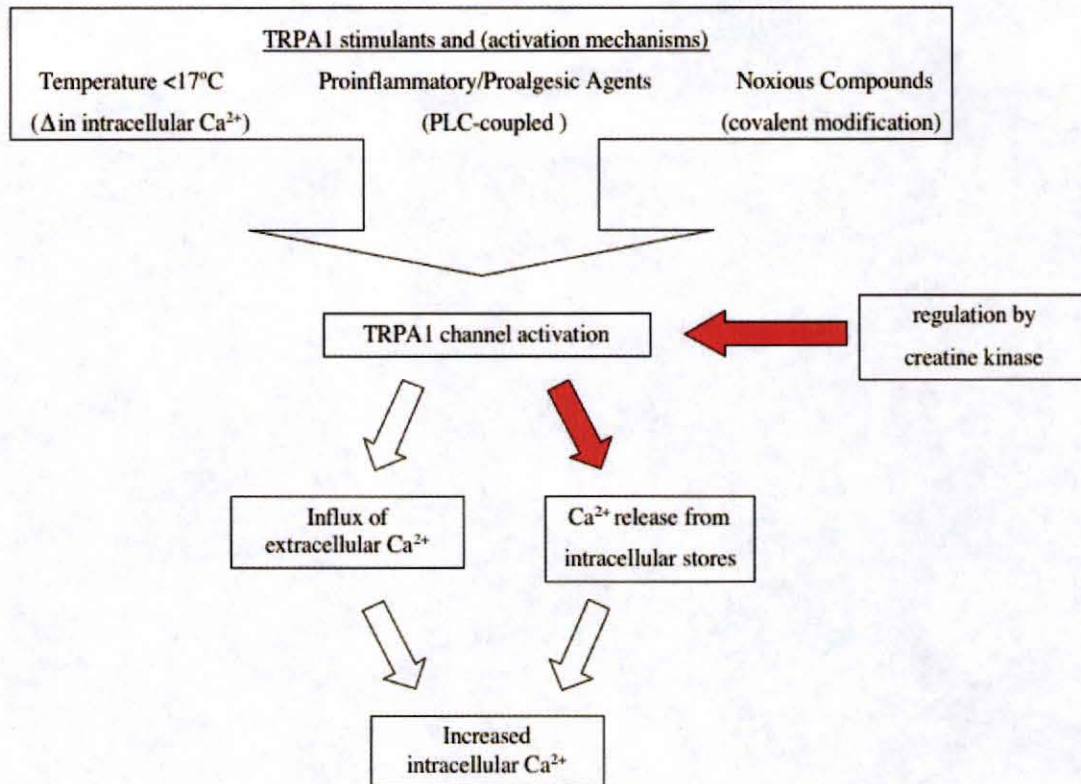 TRPA1 stimulants and (activation mechanisms)
Temperature <17°C Proinflammatory/Proalgesic Agents Noxious Compounds
(Δ in intracellular Ca²⁺) (PLC-coupled ) (covalent modification)
TRPA1 channel activation
regulation by
creatine kinase
Influx of
extracellular Ca²⁺
Ca²⁺ release from
intracellular stores
Increased
intracellular Ca²⁺